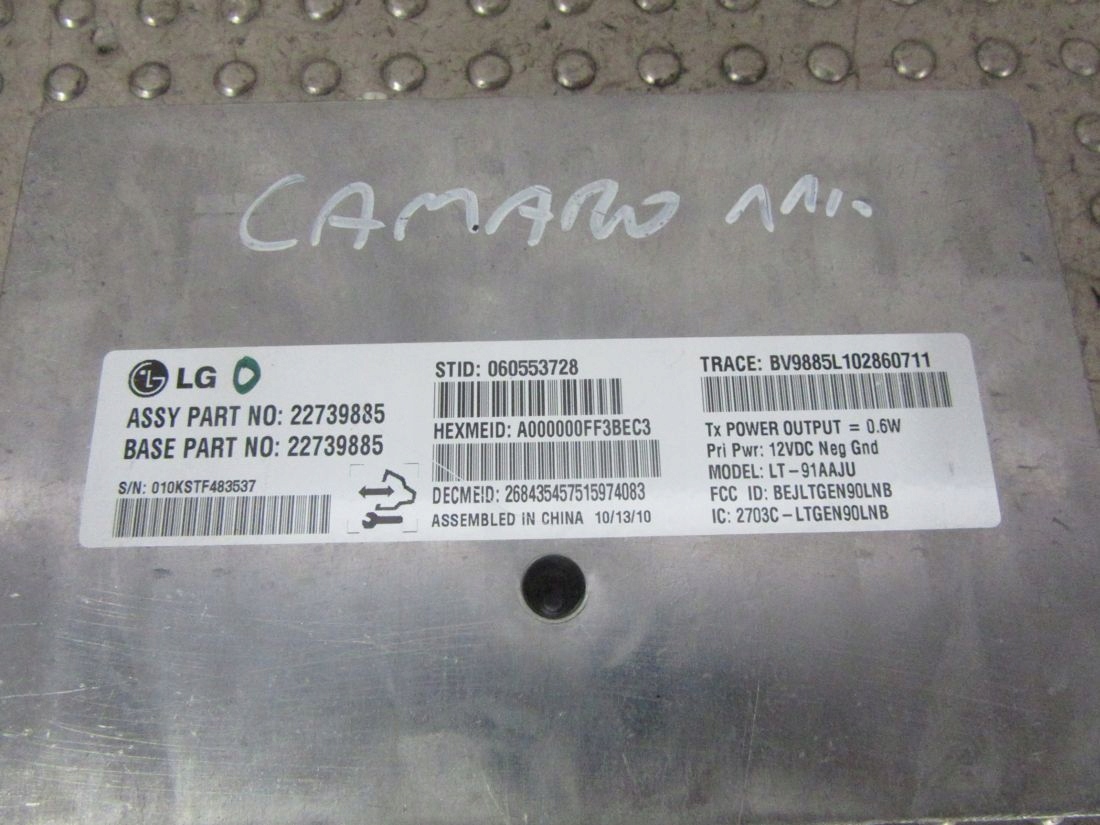 CAMARO 111.
LG 0
ASSY PART NO: 22739885
BASE PART NO: 22739885
S/N: 010KSTF483537
STID: 060553728
HEXMEID: A000000FF3BEC3
DECMEID: 268435457515974083
ASSEMBLED IN CHINA 10/13/10
TRACE: BV9885L102860711
Tx POWER OUTPUT = 0.6W
Pri Pwr: 12VDC Neg Gnd
MODEL: LT-91AAJU
FCC ID: BEJLTGEN90LNB
IC: 2703C-LTGEN90LNB